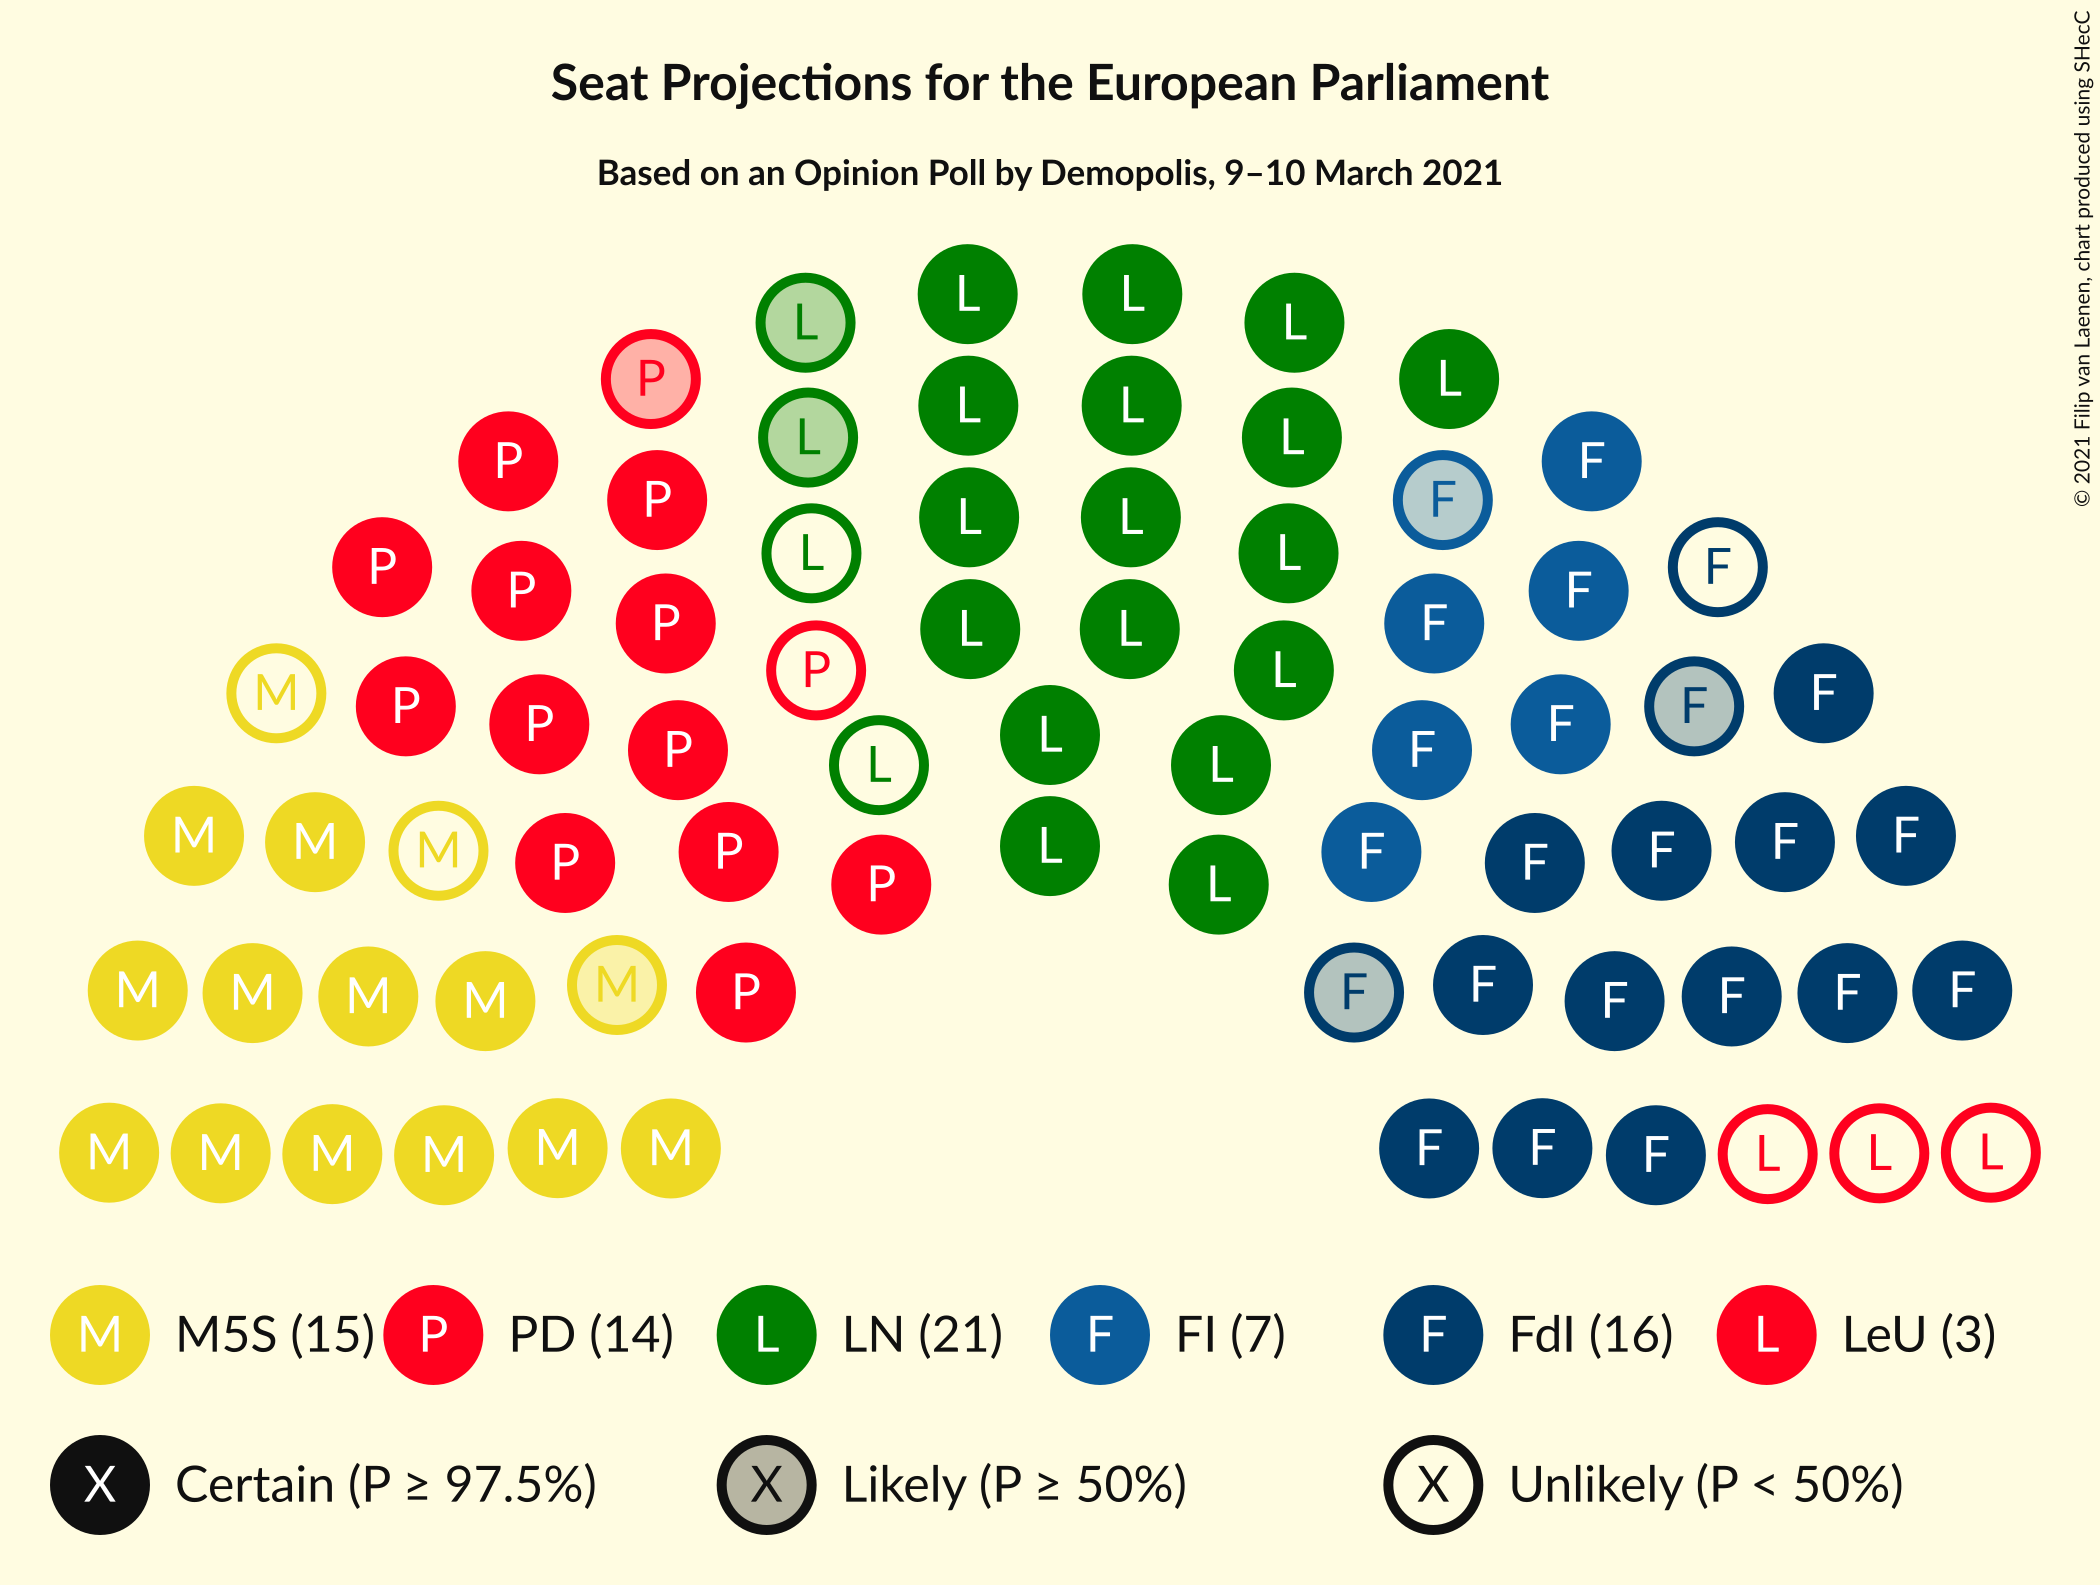 Seat Projections for the European Parliament
Based on an Opinion Poll by Demopolis, 9–10 March 2021
© 2021 Filip van Laenen, chart produced using SHecC
L L
L L
P L
L L
L L
P F F
P P F
L L L L
P F
P P F F
L L
P L
M P F F
P P F F
L
L L
M M F F
M P P L F F F
P L
M M M M M P F F F F F F
M M M M M M F F F L L L
M M5S (15) P PD (14) L LN (21) F FI (7) F FdI (16) L LeU (3)
X Certain (P ≥ 97.5%) X Likely (P ≥ 50%) X Unlikely (P < 50%)